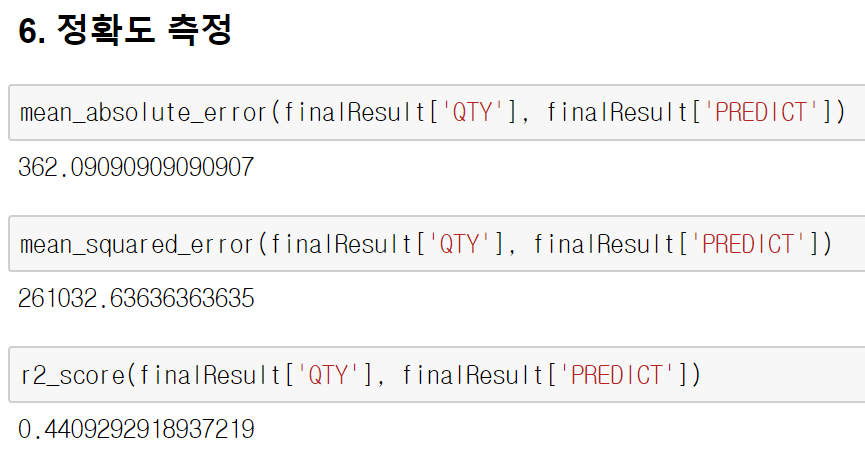 6. 정확도 측정
mean_absolute_error(finalResult['QTY'], finalResult['PREDICT'])
362.09090909090907
mean_squared_error(finalResult['QTY'], finalResult['PREDICT'])
261032.63636363635
r2_score(finalResult['QTY'], finalResult['PREDICT'])
0.4409292918937219